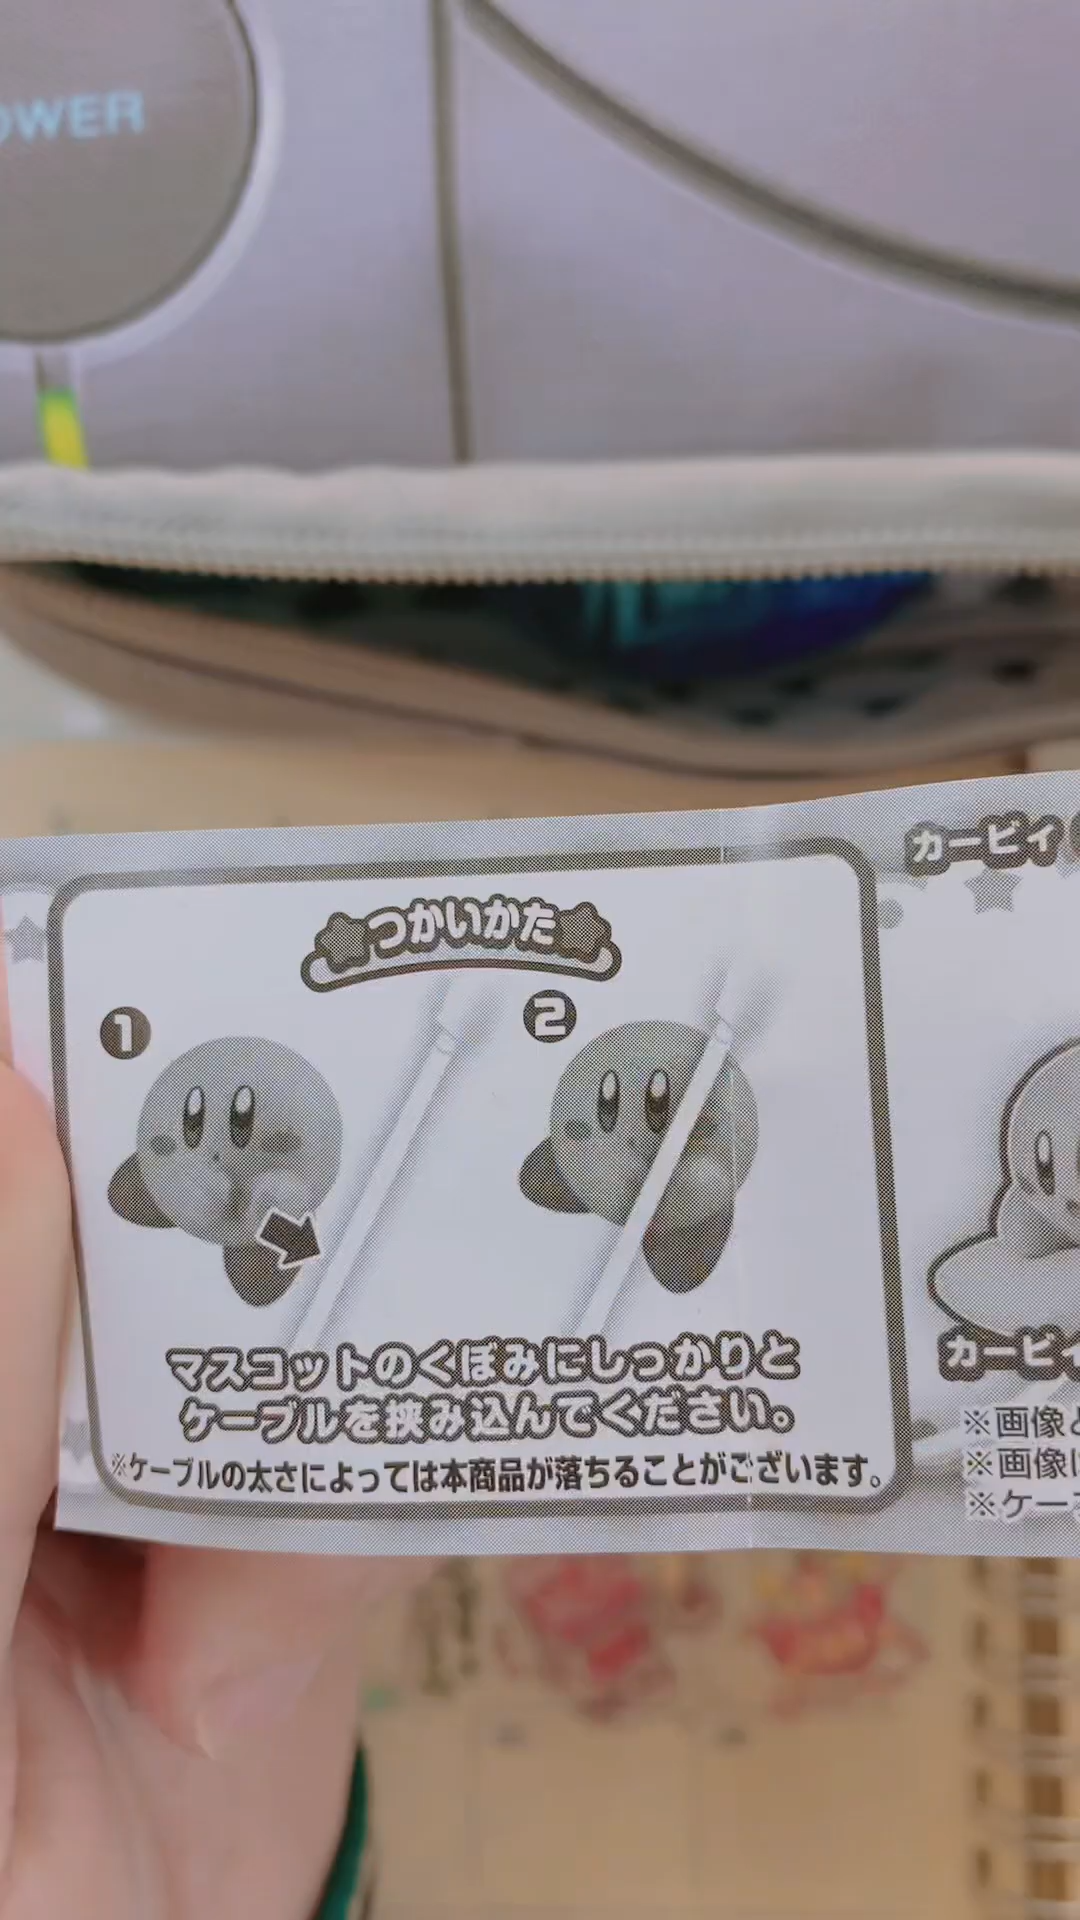 OWER
カービィ
つかいかた
1
2
マスコットのくぼみにしっかりと
ケーブルを挟み込んでください。
※ケーブルの太さによっては本商品が落ちることがございます。
カービィ
※画像と
※画像は
※ケー